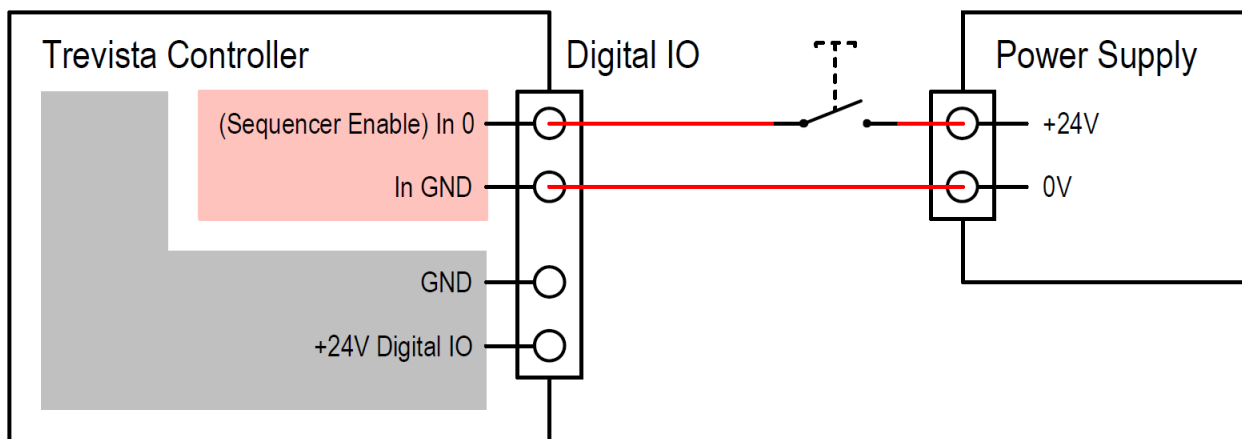 Trevista Controller
Digital IO
Power Supply
(Sequencer Enable) In 0
+24V
In GND
0V
GND
+24V Digital IO